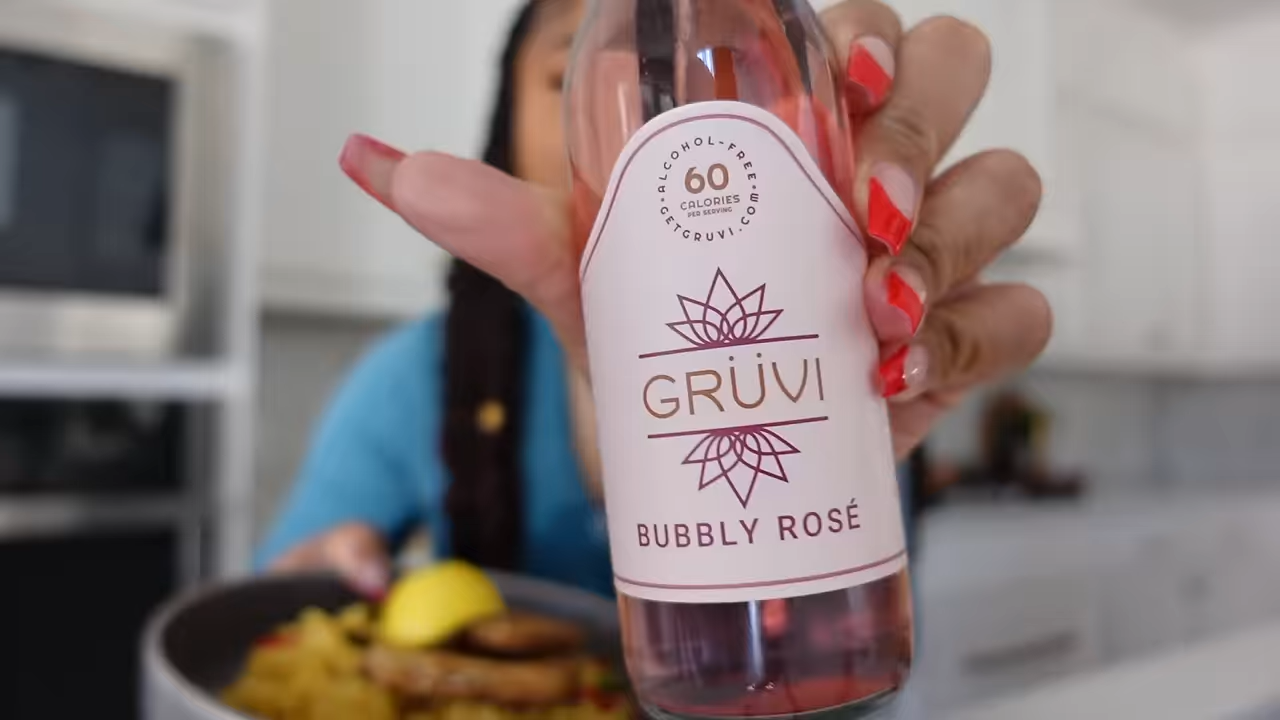 ALCOHOL-FREE
60
CALORIES
PER SERVING
GETGRUVI.COM
GRÜVI
BUBBLY ROSÉ